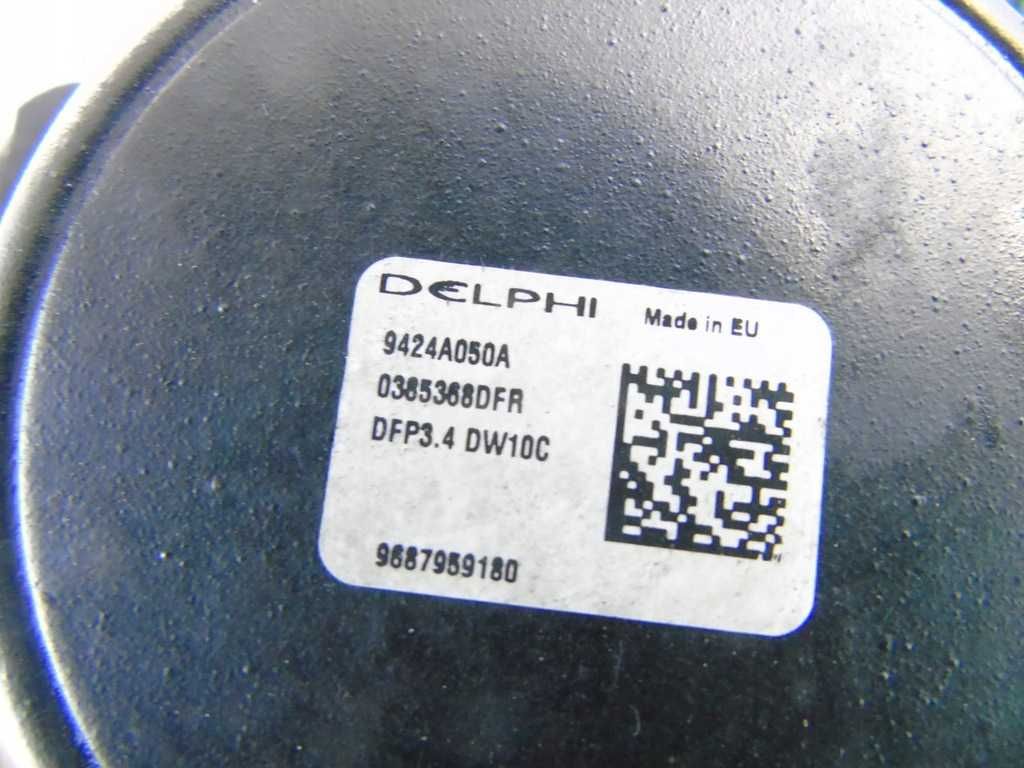 DELPHI Made in EU
9424A050A
0385368DFR
DFP3.4 DW10C
9687959180